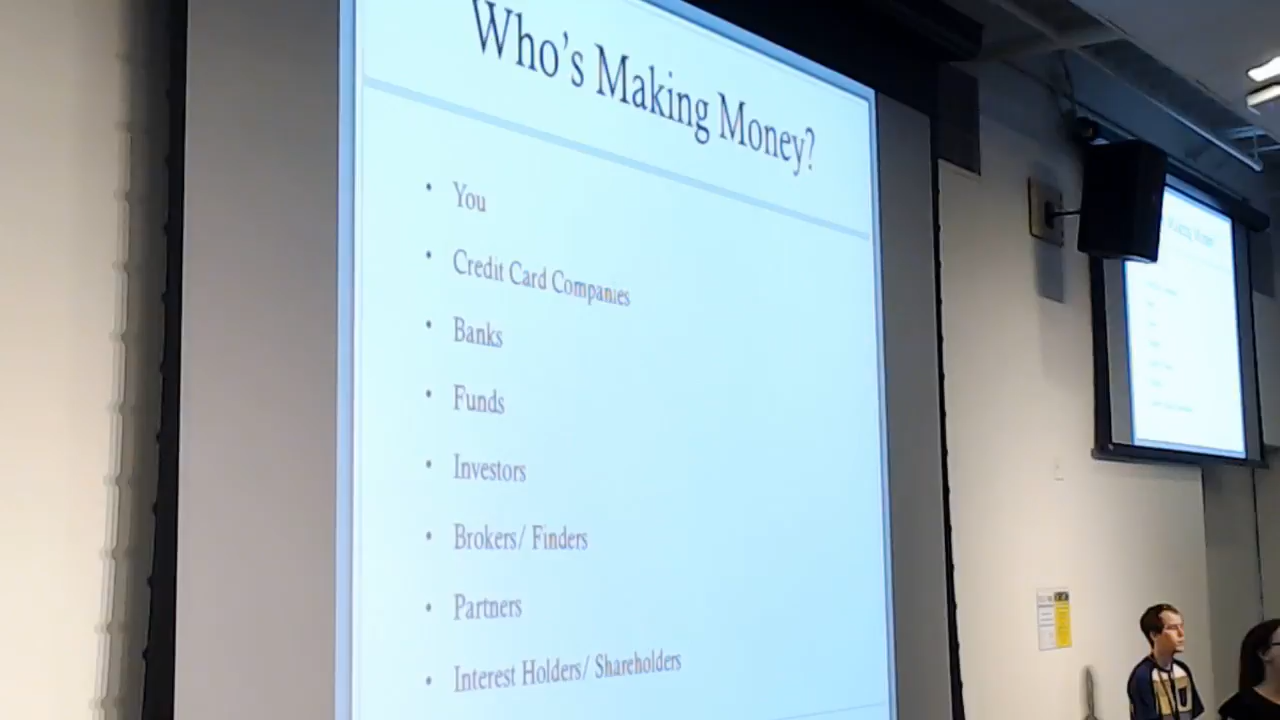 Who's Making Money?
• You
• Credit Card Companies
• Banks
• Funds
• Investors
• Brokers/ Finders
• Partners
• Interest Holders/ Shareholders